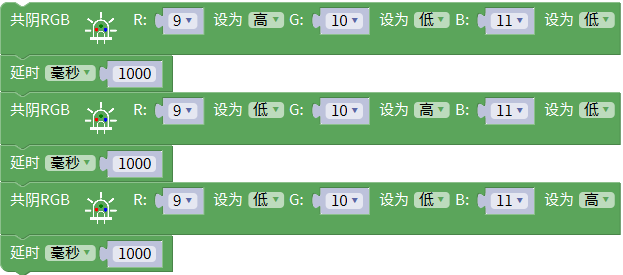 共阴RGB R: 9 设为 高 G: 10 设为 低 B: 11 设为 低
延时 毫秒 1000
共阴RGB R: 9 设为 低 G: 10 设为 高 B: 11 设为 低
延时 毫秒 1000
共阴RGB R: 9 设为 低 G: 10 设为 低 B: 11 设为 高
延时 毫秒 1000